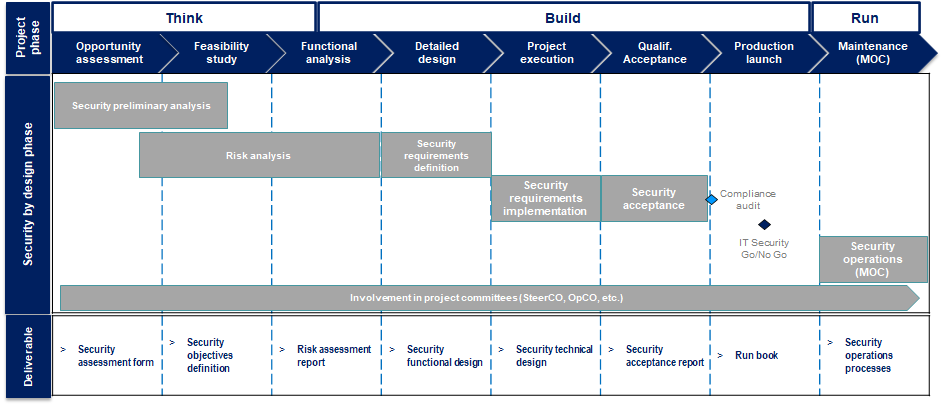 Project
phase
Think
Build
Run
Opportunity
assessment
Feasibility
study
Functional
analysis
Detailed
design
Project
execution
Qualif.
Acceptance
Production
launch
Maintenance
(MOC)
Security by design phase
Security preliminary analysis
Risk analysis
Security
requirements
definition
Security
requirements
implementation
Security
acceptance
Compliance
audit
IT Security
Go/No Go
Security
operations
(MOC)
Involvement in project committees (SteerCO, OpCO, etc.)
Deliverable
> Security
assessment form
> Security
objectives
definition
> Risk assessment
report
> Security
functional design
> Security technical
design
> Security
acceptance report
> Run book
> Security
operations
processes